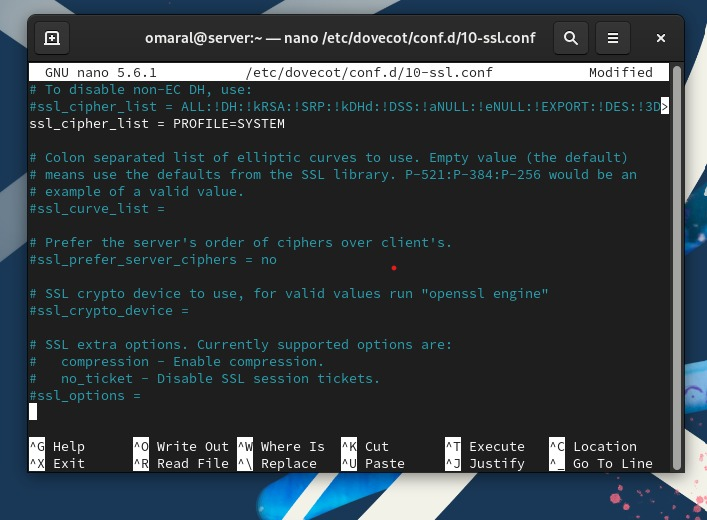 omaral@server:~ — nano /etc/dovecot/conf.d/10-ssl.conf
GNU nano 5.6.1 /etc/dovecot/conf.d/10-ssl.conf Modified
# To disable non-EC DH, use:
#ssl_cipher_list = ALL:!DH:!kRSA:!SRP:!kDHd:!DSS:!aNULL:!eNULL:!EXPORT:!DES:!3D>
ssl_cipher_list = PROFILE=SYSTEM
# Colon separated list of elliptic curves to use. Empty value (the default)
# means use the defaults from the SSL library. P-521:P-384:P-256 would be an
# example of a valid value.
#ssl_curve_list =
# Prefer the server's order of ciphers over client's.
#ssl_prefer_server_ciphers = no
# SSL crypto device to use, for valid values run "openssl engine"
#ssl_crypto_device =
# SSL extra options. Currently supported options are:
#   compression - Enable compression.
#   no_ticket - Disable SSL session tickets.
#ssl_options =
^G Help ^O Write Out ^W Where Is ^K Cut ^T Execute ^C Location
^X Exit ^R Read File ^\ Replace ^U Paste ^J Justify ^_ Go To Line